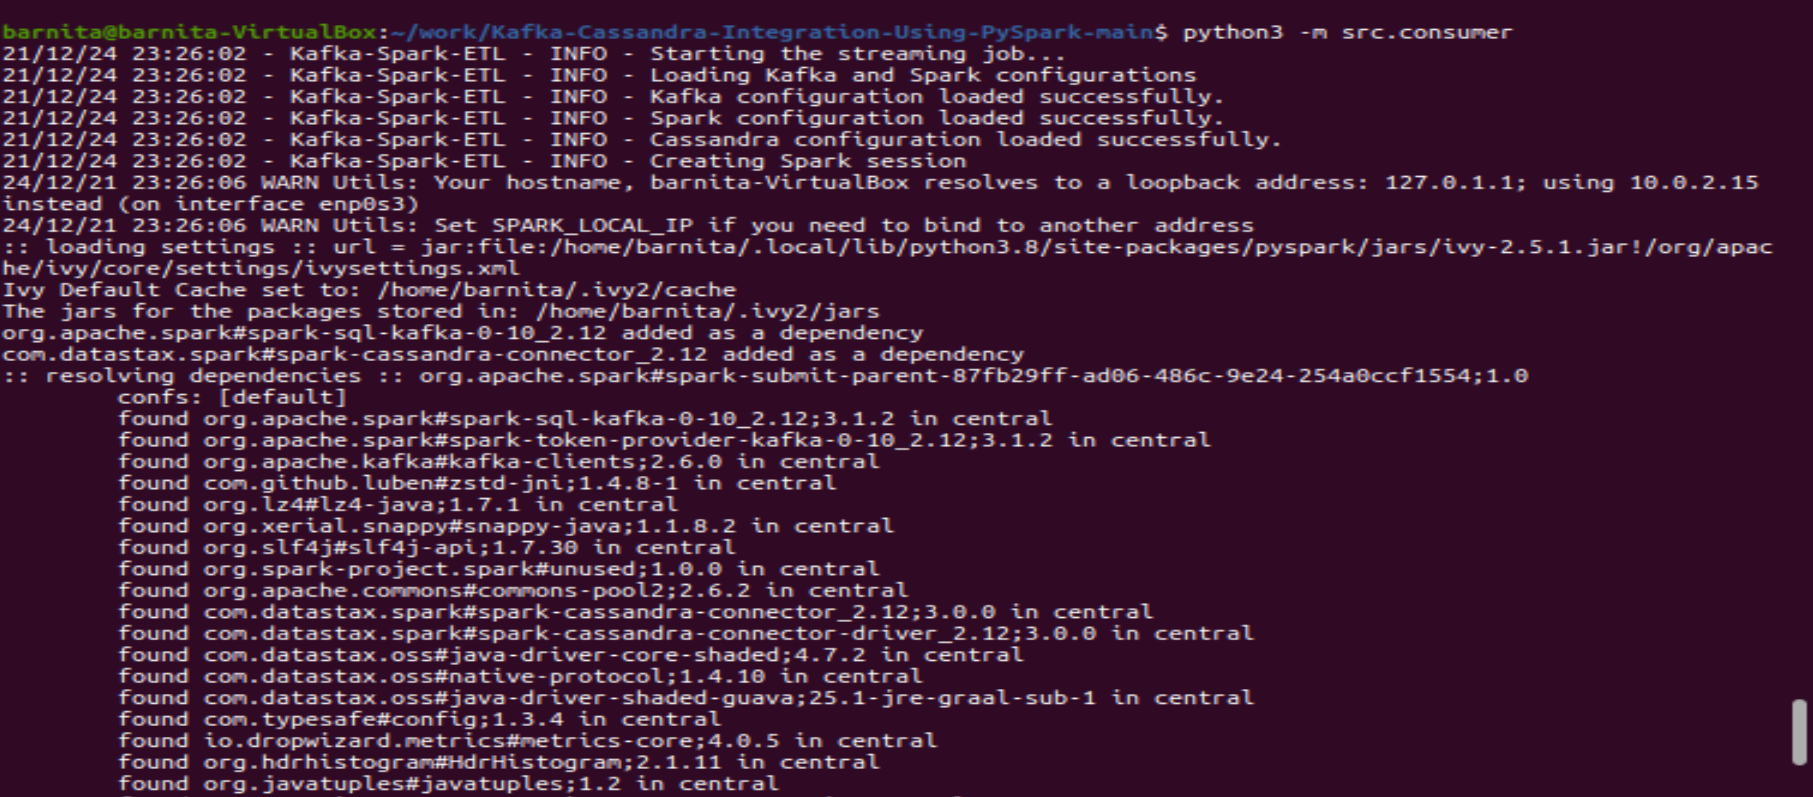 barnita@barnita-VirtualBox:~/work/Kafka-Cassandra-Integration-Using-PySpark-main$ python3 -m src.consumer
21/12/24 23:26:02 - Kafka-Spark-ETL - INFO - Starting the streaming job...
21/12/24 23:26:02 - Kafka-Spark-ETL - INFO - Loading Kafka and Spark configurations
21/12/24 23:26:02 - Kafka-Spark-ETL - INFO - Kafka configuration loaded successfully.
21/12/24 23:26:02 - Kafka-Spark-ETL - INFO - Spark configuration loaded successfully.
21/12/24 23:26:02 - Kafka-Spark-ETL - INFO - Cassandra configuration loaded successfully.
21/12/24 23:26:02 - Kafka-Spark-ETL - INFO - Creating Spark session
24/12/21 23:26:06 WARN Utils: Your hostname, barnita-VirtualBox resolves to a loopback address: 127.0.1.1; using 10.0.2.15
instead (on interface enp0s3)
24/12/21 23:26:06 WARN Utils: Set SPARK_LOCAL_IP if you need to bind to another address
:: loading settings :: url = jar:file:/home/barnita/.local/lib/python3.8/site-packages/pyspark/jars/ivy-2.5.1.jar!/org/apac
he/ivy/core/settings/ivysettings.xml
Ivy Default Cache set to: /home/barnita/.ivy2/cache
The jars for the packages stored in: /home/barnita/.ivy2/jars
org.apache.spark#spark-sql-kafka-0-10_2.12 added as a dependency
com.datastax.spark#spark-cassandra-connector_2.12 added as a dependency
:: resolving dependencies :: org.apache.spark#spark-submit-parent-87fb29ff-ad06-486c-9e24-254a0ccf1554;1.0
confs: [default]
found org.apache.spark#spark-sql-kafka-0-10_2.12;3.1.2 in central
found org.apache.spark#spark-token-provider-kafka-0-10_2.12;3.1.2 in central
found org.apache.kafka#kafka-clients;2.6.0 in central
found com.github.luben#zstd-jni;1.4.8-1 in central
found org.lz4#lz4-java;1.7.1 in central
found org.xerial.snappy#snappy-java;1.1.8.2 in central
found org.slf4j#slf4j-api;1.7.30 in central
found org.spark-project.spark#unused;1.0.0 in central
found org.apache.commons#commons-pool2;2.6.2 in central
found com.datastax.spark#spark-cassandra-connector_2.12;3.0.0 in central
found com.datastax.spark#spark-cassandra-connector-driver_2.12;3.0.0 in central
found com.datastax.oss#java-driver-core-shaded;4.7.2 in central
found com.datastax.oss#native-protocol;1.4.10 in central
found com.datastax.oss#java-driver-shaded-guava;25.1-jre-graal-sub-1 in central
found com.typesafe#config;1.3.4 in central
found io.dropwizard.metrics#metrics-core;4.0.5 in central
found org.hdrhistogram#HdrHistogram;2.1.11 in central
found org.javatuples#javatuples;1.2 in central